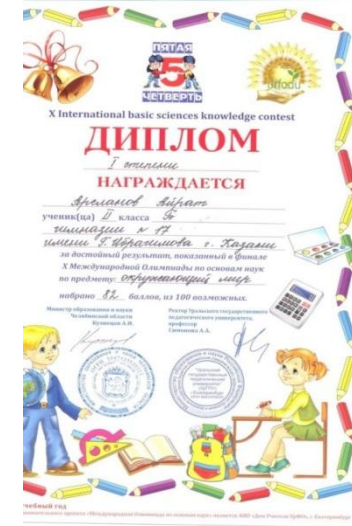 ПЯТАЯ
5
ЧЕТВЕРТЬ
X International basic sciences knowledge contest
ДИПЛОМ
I степени
НАГРАЖДАЕТСЯ
Арсланов Айрат
ученик(ца) II класса
гимназии № 17
имени Г.Ибрагимова г. Казани
за достойный результат, показанный в финале
X Международной Олимпиады по основам наук
по предмету: окружающий мир
набрано 82 баллов, из 100 возможных.
Министр образования и науки
Челябинской области
Кузнецов А.И.
Ректор Уральского государственного
педагогического университета,
профессор
Симонова А.А.
учебный год